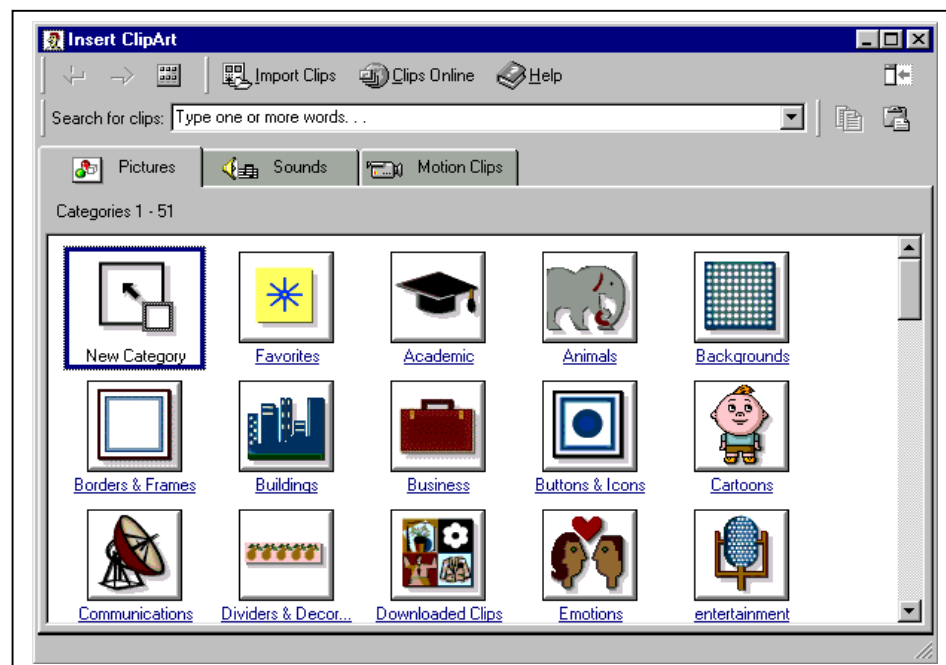 Insert ClipArt
Import Clips Clips Online Help
Search for clips: Type one or more words. . .
Pictures Sounds Motion Clips
Categories 1 - 51
New Category Favorites Academic Animals Backgrounds
Borders & Frames Buildings Business Buttons & Icons Cartoons
Communications Dividers & Decor... Downloaded Clips Emotions entertainment